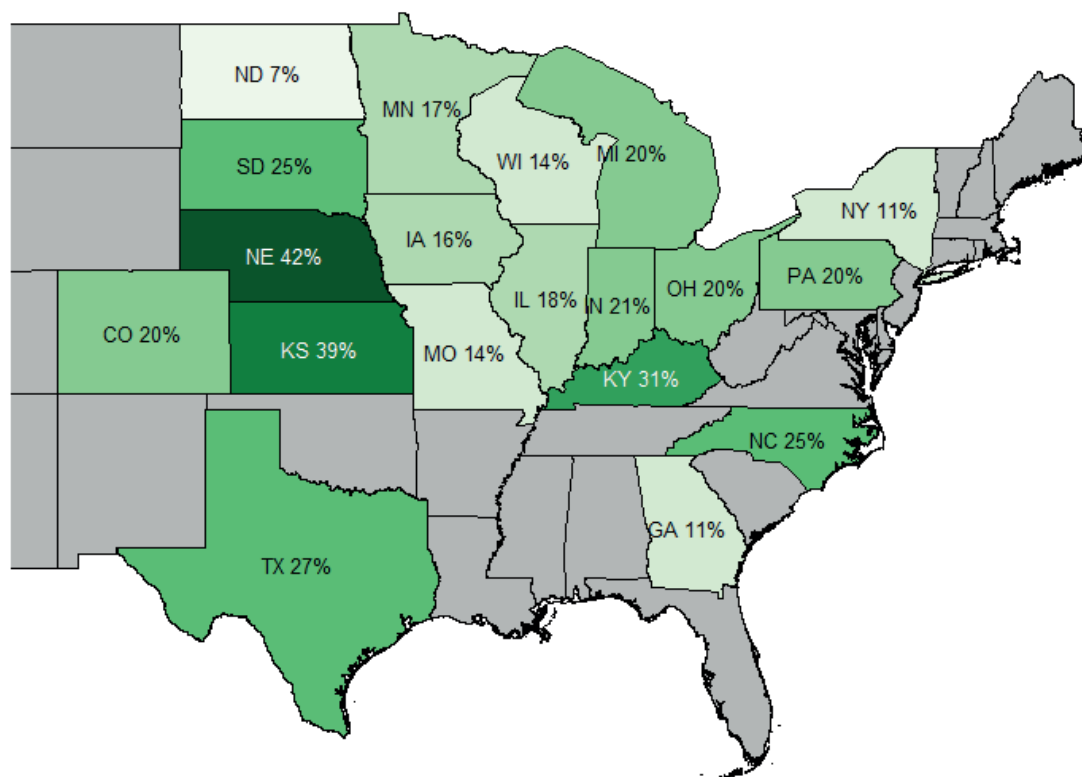 ND 7%
MN 17%
SD 25%
WI 14%
MI 20%
NY 11%
NE 42%
IA 16%
PA 20%
IL 18%
IN 21%
OH 20%
CO 20%
KS 39%
MO 14%
KY 31%
NC 25%
GA 11%
TX 27%